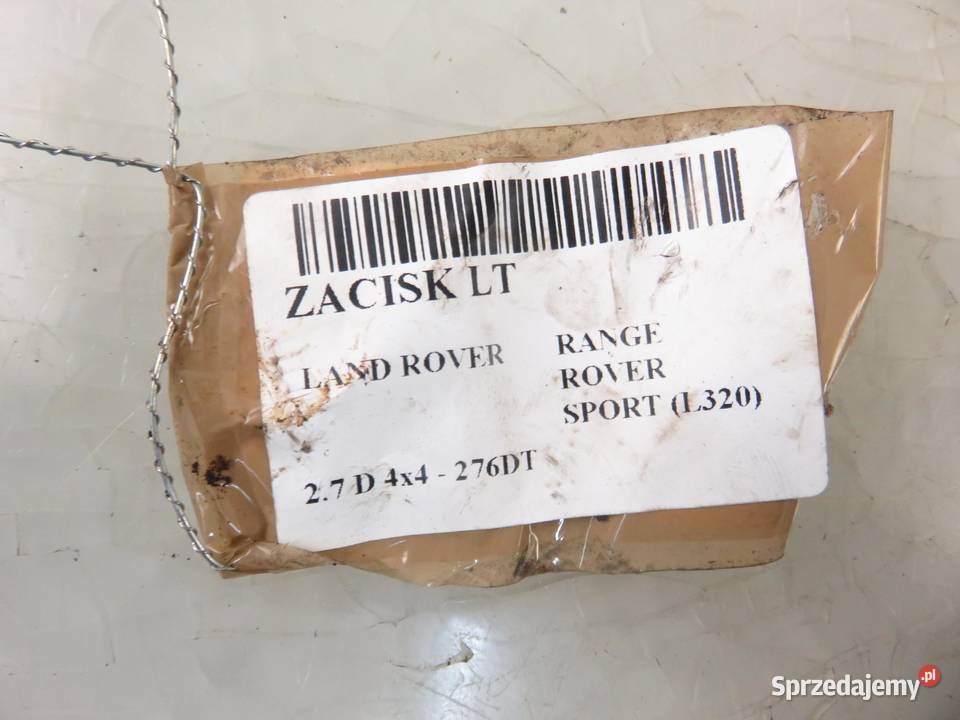 ZACISK LT
LAND ROVER
RANGE
ROVER
SPORT (L320)
2.7 D 4x4 - 276DT
Sprzedajemy.pl